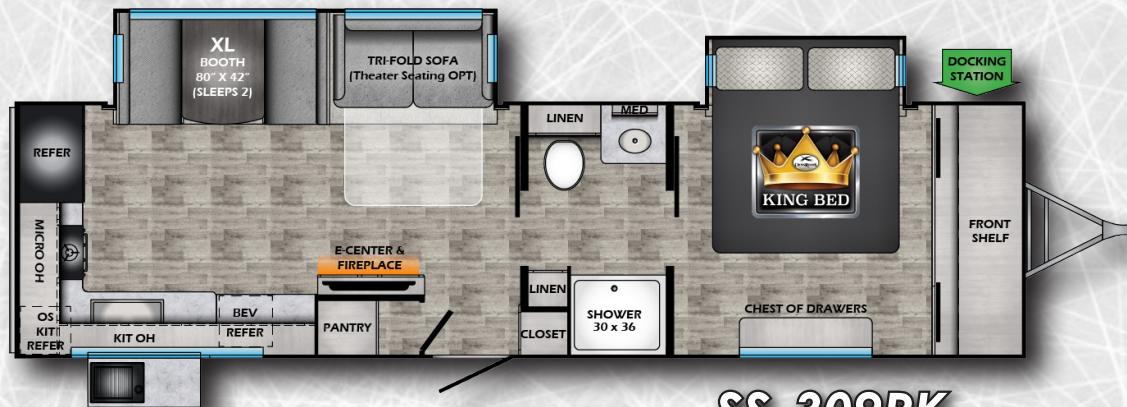 XL
BOOTH
80" X 42"
(SLEEPS 2)
TRI-FOLD SOFA
(Theater Seating OPT)
DOCKING
STATION
LINEN
MED
REFER
KING BED
MICRO OH
FRONT
SHELF
E-CENTER &
FIREPLACE
LINEN
SHOWER
30 x 36
CHEST OF DRAWERS
OS
KIT
REFER
KIT OH
BEV
REFER
PANTRY
CLOSET